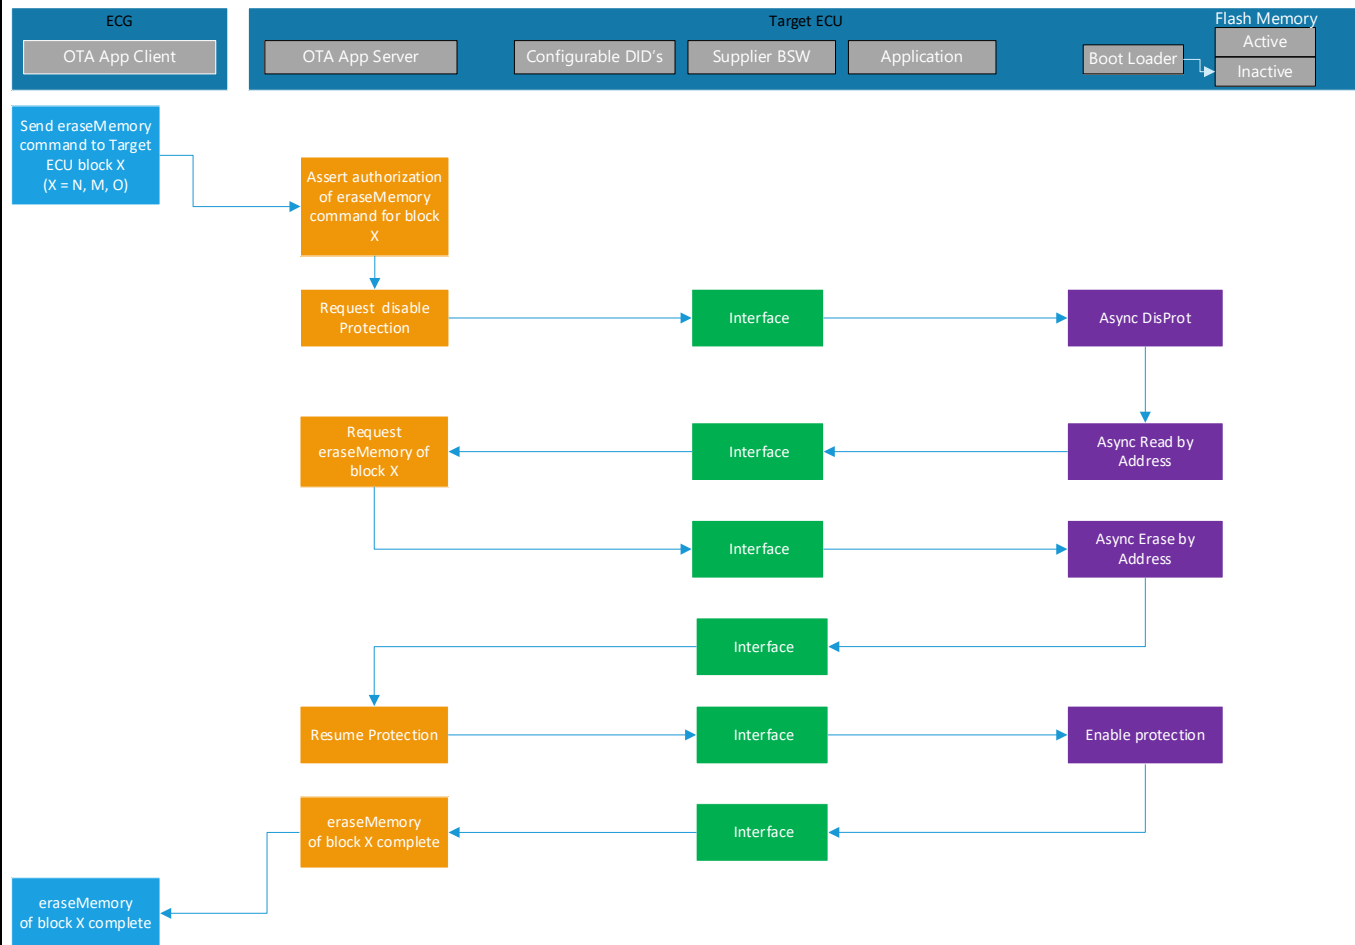 ECG
Target ECU
Flash Memory
OTA App Client
OTA App Server
Configurable DID's
Supplier BSW
Application
Boot Loader
Active
Inactive
Send eraseMemory
command to Target
ECU block X
(X = N, M, O)
Assert authorization
of eraseMemory
command for block
X
Request disable
Protection
Interface
Async DisProt
Request
eraseMemory of
block X
Interface
Async Read by
Address
Interface
Async Erase by
Address
Interface
Resume Protection
Interface
Enable protection
eraseMemory
of block X complete
Interface
eraseMemory
of block X complete